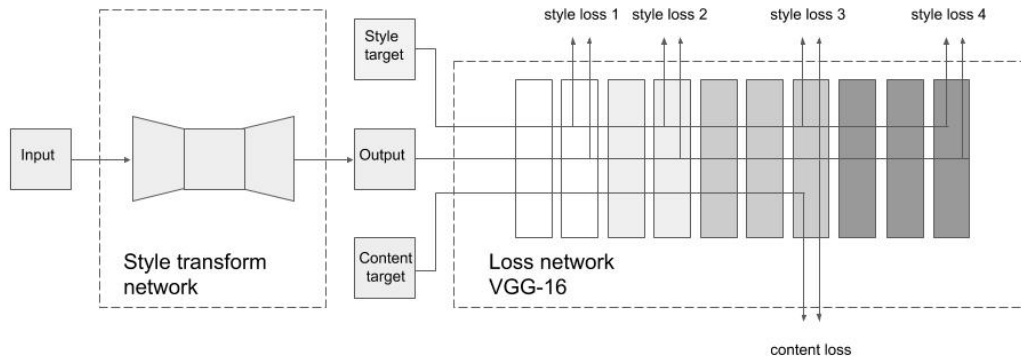 style loss 1
style loss 2
style loss 3
style loss 4
Style
target
Input
Output
Content
target
Style transform
network
Loss network
VGG-16
content loss